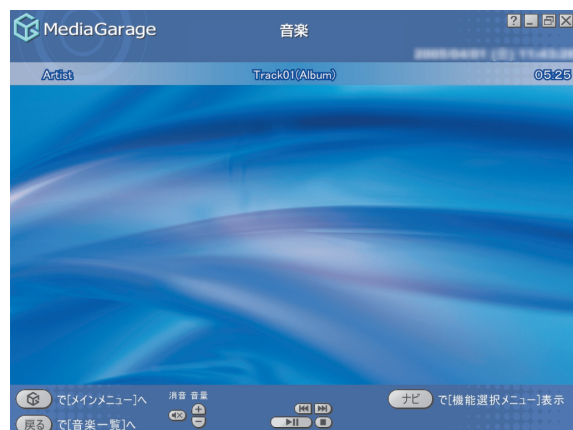 MediaGarage
音楽
Artist
Track01(Album)
05:25
で[メインメニュー]へ
消音 音量
ナビ で[機能選択メニュー]表示
戻る で[音楽一覧]へ